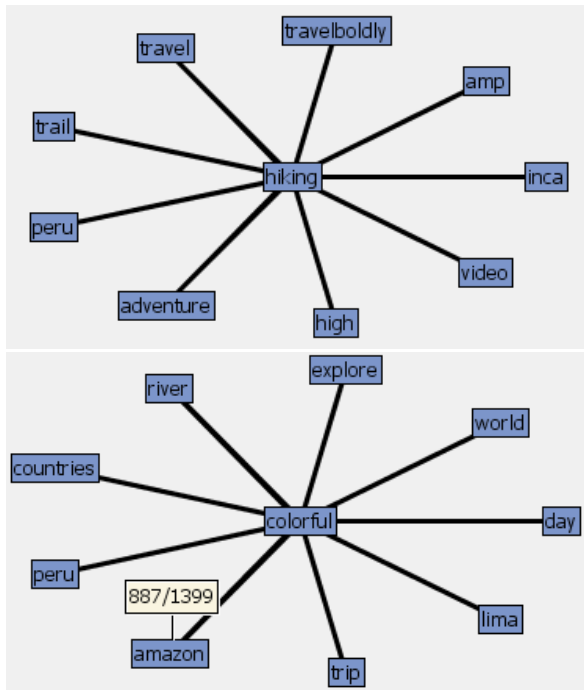 travelboldly
travel
amp
trail
hiking
inca
peru
video
adventure
high
explore
river
world
countries
colorful
day
peru
887/1399
lima
amazon
trip